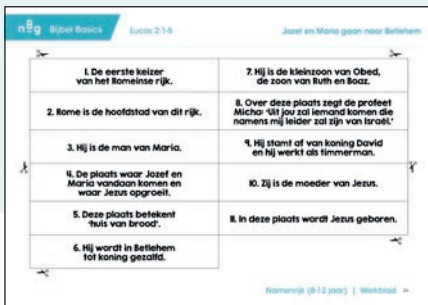 nBg Bijbel Basics
Lucas 2:1-6
Jozef en Maria gaan naar Betlehem
1. De eerste keizer
van het Romeinse rijk.
2. Rome is de hoofdstad van dit rijk.
3. Hij is de man van Maria.
4. De plaats waar Jozef en
Maria vandaan komen en
waar Jezus opgroeit.
5. Deze plaats betekent
'huis van brood'.
6. Hij wordt in Betlehem
tot koning gezalfd.
7. Hij is de kleinzoon van Obed,
de zoon van Ruth en Boaz.
8. Over deze plaats zegt de profeet
Micha: 'Uit jou zal iemand komen die
namens mij leider zal zijn van Israël.'
9. Hij stamt af van koning David
en hij werkt als timmerman.
10. Zij is de moeder van Jezus.
11. In deze plaats wordt Jezus geboren.
Namenrijk (8-12 jaar) | Werkblad